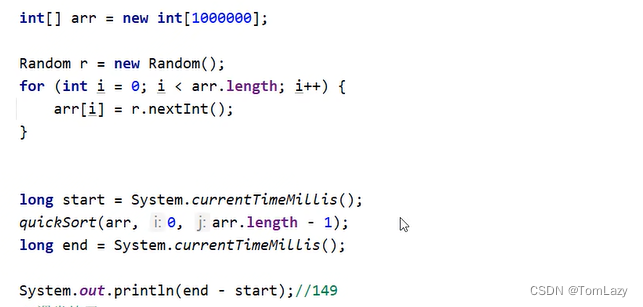 int[] arr = new int[1000000];
Random r = new Random();
for (int i = 0; i < arr.length; i++) {
arr[i] = r.nextInt();
}
long start = System.currentTimeMillis();
quickSort(arr, i: 0, j: arr.length - 1);
long end = System.currentTimeMillis();
System.out.println(end - start);//149
CSDN @TomLazy